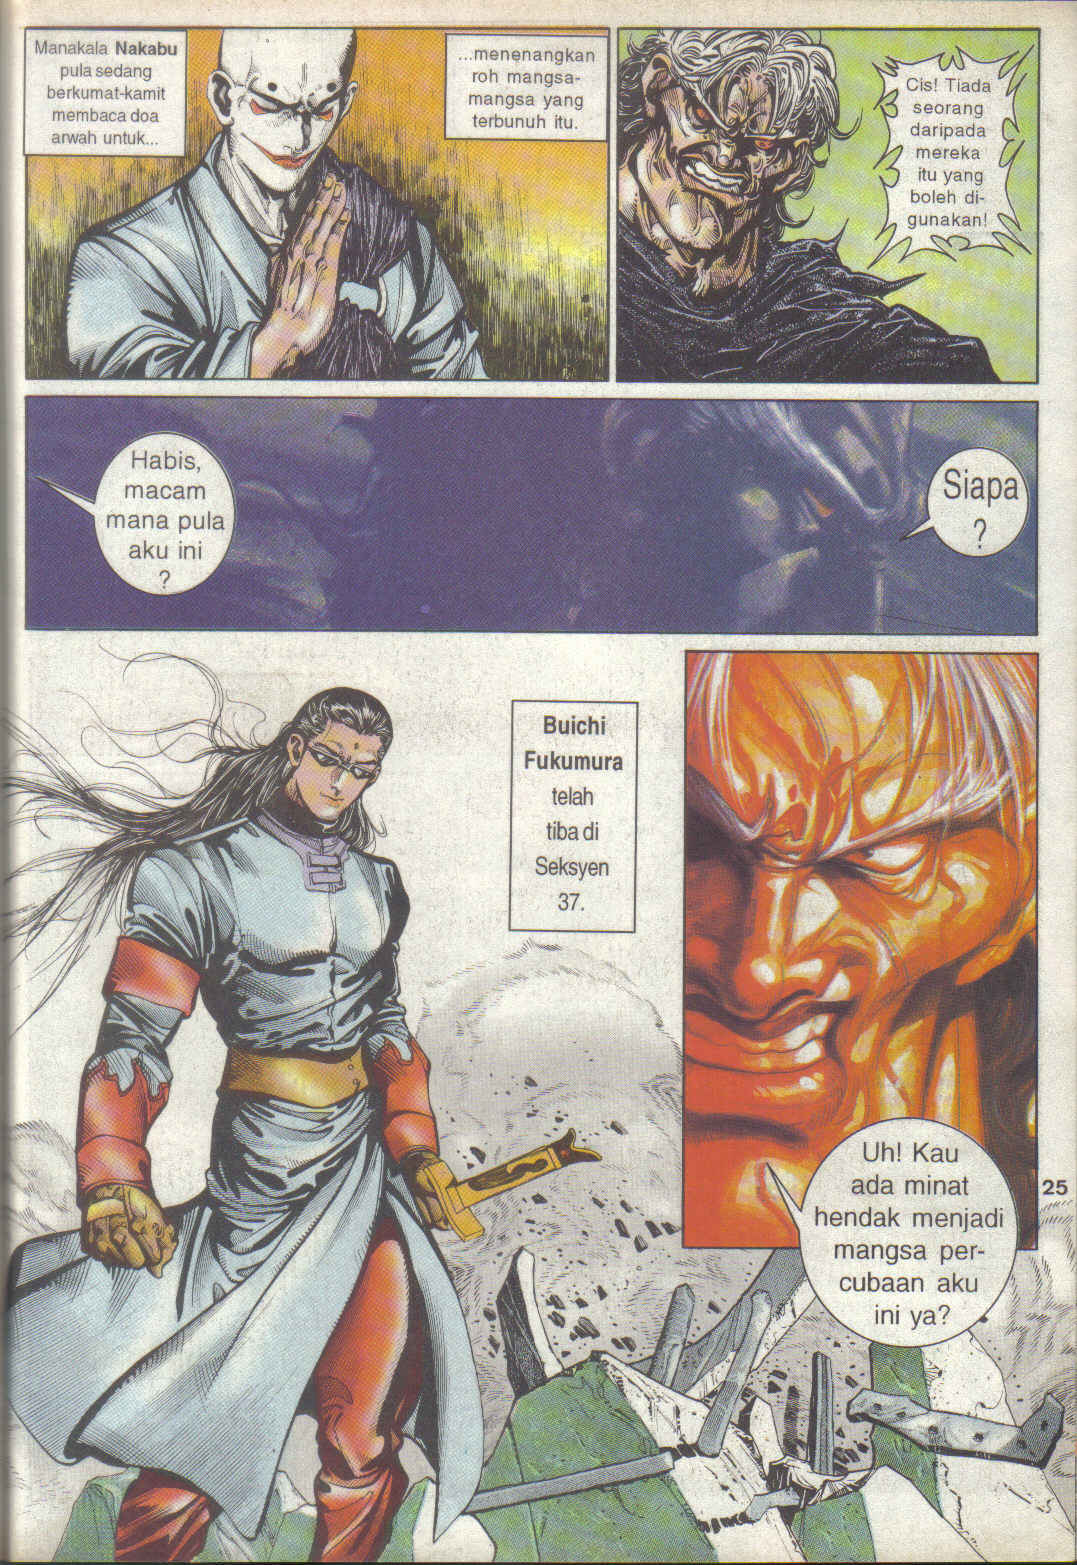 Manakala Nakabu
pula sedang
berkumat-kamit
membaca doa
arwah untuk...
...menenangkan
roh mangsa-
mangsa yang
terbunuh itu.
Cis! Tiada
seorang
daripada
mereka
itu yang
boleh di-
gunakan!
Habis,
macam
mana pula
aku ini
?
Siapa
?
Buichi
Fukumura
telah
tiba di
Seksyen
37.
Uh! Kau
ada minat
hendak menjadi
mangsa per-
cubaan aku
ini ya?
25